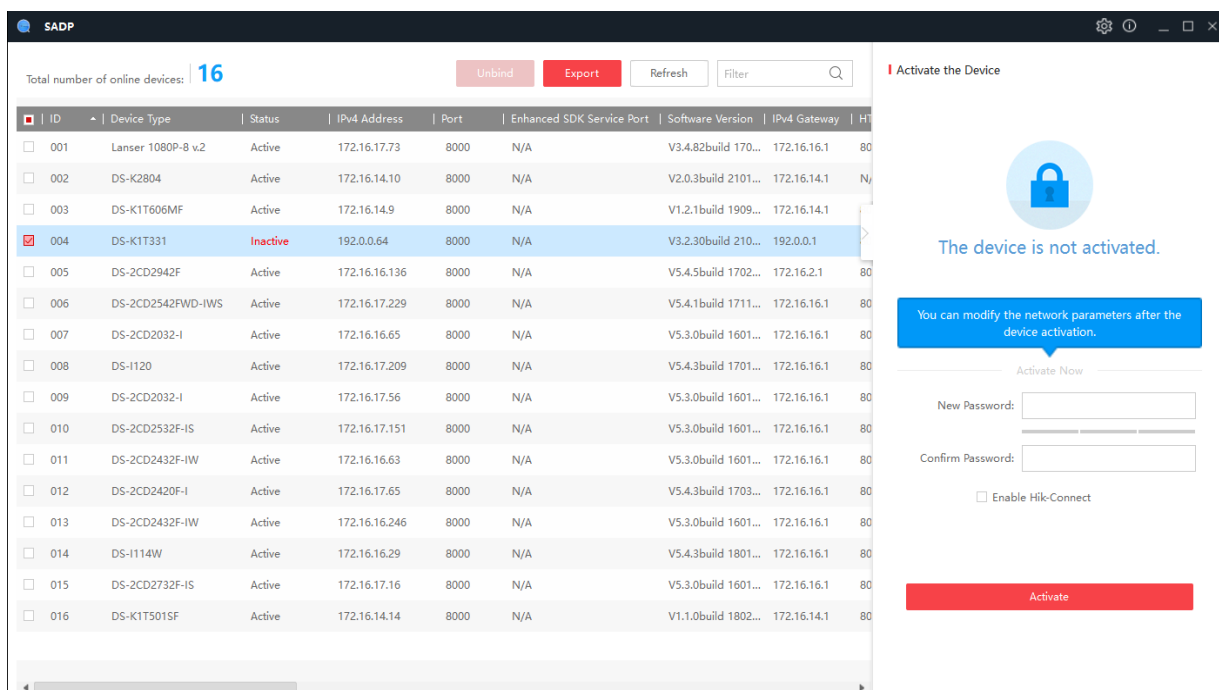 SADP
Total number of online devices: 16
Unbind Export Refresh Filter
ID Device Type Status IPv4 Address Port Enhanced SDK Service Port Software Version IPv4 Gateway HT
001 Lanser 1080P-8 v.2 Active 172.16.17.73 8000 N/A V3.4.82build 170... 172.16.16.1 80
002 DS-K2804 Active 172.16.14.10 8000 N/A V2.0.3build 2101... 172.16.14.1 N/
003 DS-K1T606MF Active 172.16.14.9 8000 N/A V1.2.1build 1909... 172.16.14.1
004 DS-K1T331 Inactive 192.0.0.64 8000 N/A V3.2.30build 210... 192.0.0.1
005 DS-2CD2942F Active 172.16.16.136 8000 N/A V5.4.5build 1702... 172.16.2.1 80
006 DS-2CD2542FWD-IWS Active 172.16.17.229 8000 N/A V5.4.1build 1711... 172.16.16.1 80
007 DS-2CD2032-I Active 172.16.16.65 8000 N/A V5.3.0build 1601... 172.16.16.1 80
008 DS-I120 Active 172.16.17.209 8000 N/A V5.4.3build 1701... 172.16.16.1 80
009 DS-2CD2032-I Active 172.16.17.56 8000 N/A V5.3.0build 1601... 172.16.16.1 80
010 DS-2CD2532F-IS Active 172.16.17.151 8000 N/A V5.3.0build 1601... 172.16.16.1 80
011 DS-2CD2432F-IW Active 172.16.16.63 8000 N/A V5.3.0build 1601... 172.16.16.1 80
012 DS-2CD2420F-I Active 172.16.17.65 8000 N/A V5.4.3build 1703... 172.16.16.1 80
013 DS-2CD2432F-IW Active 172.16.16.246 8000 N/A V5.3.0build 1601... 172.16.16.1 80
014 DS-I114W Active 172.16.16.29 8000 N/A V5.4.3build 1801... 172.16.16.1 80
015 DS-2CD2732F-IS Active 172.16.17.16 8000 N/A V5.3.0build 1601... 172.16.16.1 80
016 DS-K1T501SF Active 172.16.14.14 8000 N/A V1.1.0build 1802... 172.16.14.1 80
Activate the Device
The device is not activated.
You can modify the network parameters after the
device activation.
Activate Now
New Password:
Confirm Password:
Enable Hik-Connect
Activate